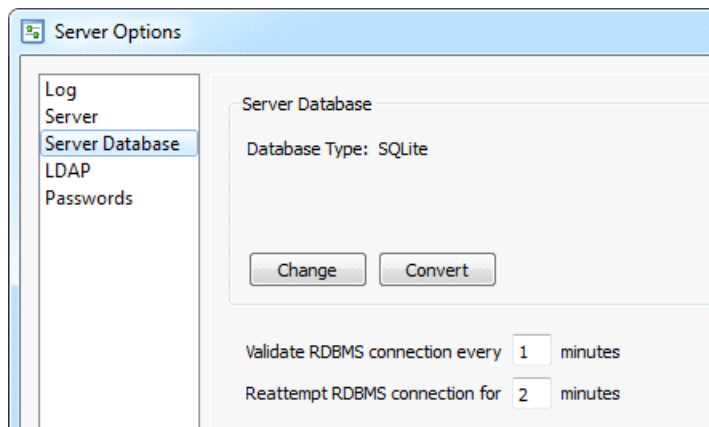 Server Options
Log
Server
Server Database
LDAP
Passwords
Server Database
Database Type: SQLite
Change Convert
Validate RDBMS connection every 1 minutes
Reattempt RDBMS connection for 2 minutes